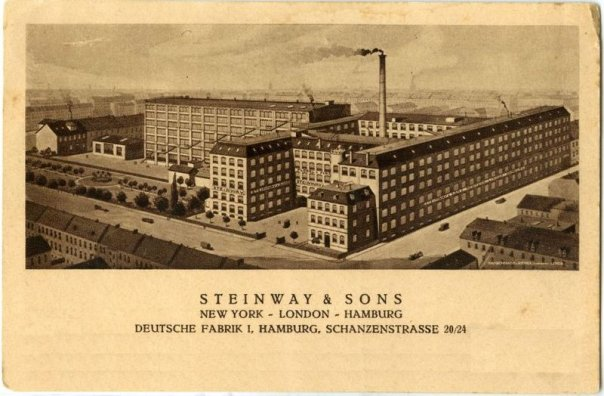 STEINWAY & SONS
NEW YORK - LONDON - HAMBURG
DEUTSCHE FABRIK I, HAMBURG, SCHANZENSTRASSE 20/24